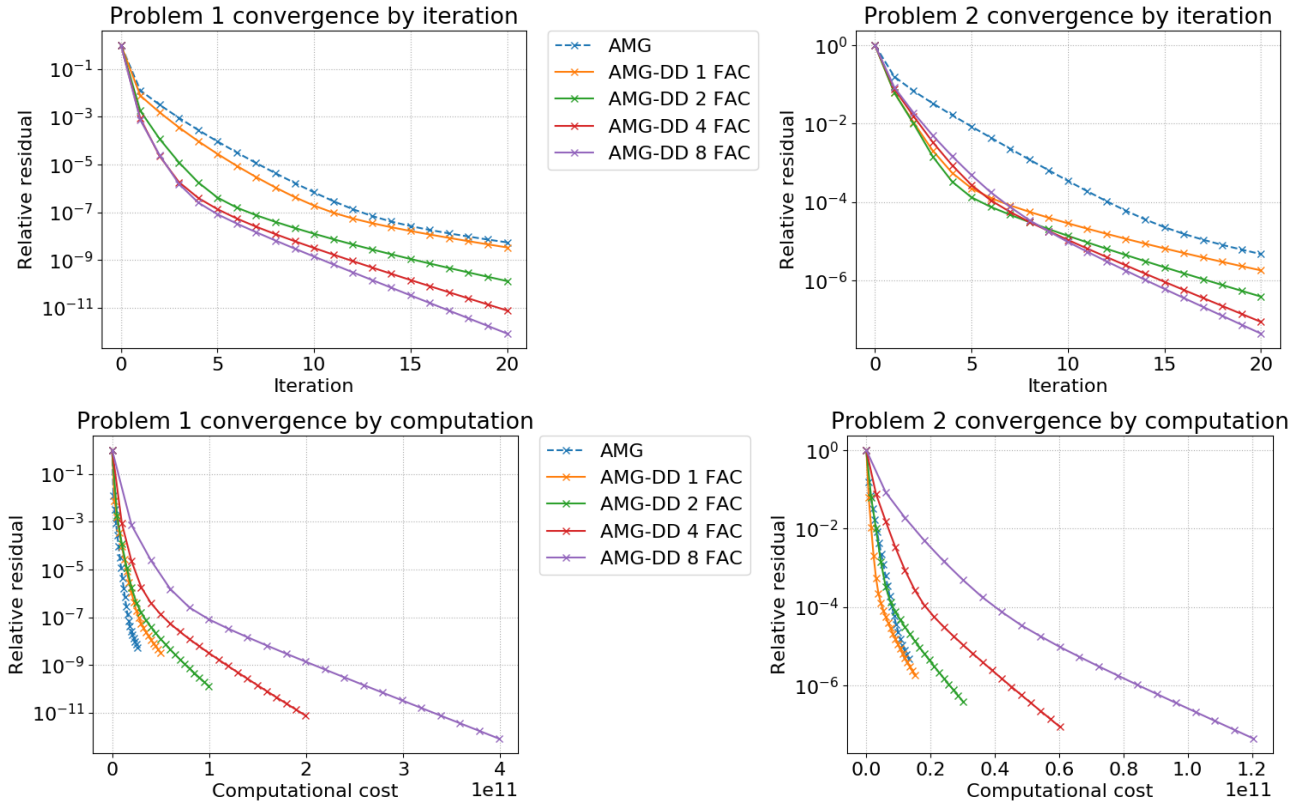 Problem 1 convergence by iteration
Relative residual
10⁻¹
10⁻³
10⁻⁵
10⁻⁷
10⁻⁹
10⁻¹¹
0 5 10 15 20
Iteration
AMG
AMG-DD 1 FAC
AMG-DD 2 FAC
AMG-DD 4 FAC
AMG-DD 8 FAC
Problem 2 convergence by iteration
Relative residual
10⁰
10⁻²
10⁻⁴
10⁻⁶
0 5 10 15 20
Iteration
Problem 1 convergence by computation
Relative residual
10⁻¹
10⁻³
10⁻⁵
10⁻⁷
10⁻⁹
10⁻¹¹
0 1 2 3 4
1e11
Computational cost
AMG
AMG-DD 1 FAC
AMG-DD 2 FAC
AMG-DD 4 FAC
AMG-DD 8 FAC
Problem 2 convergence by computation
Relative residual
10⁰
10⁻²
10⁻⁴
10⁻⁶
0.0 0.2 0.4 0.6 0.8 1.0 1.2
1e11
Computational cost